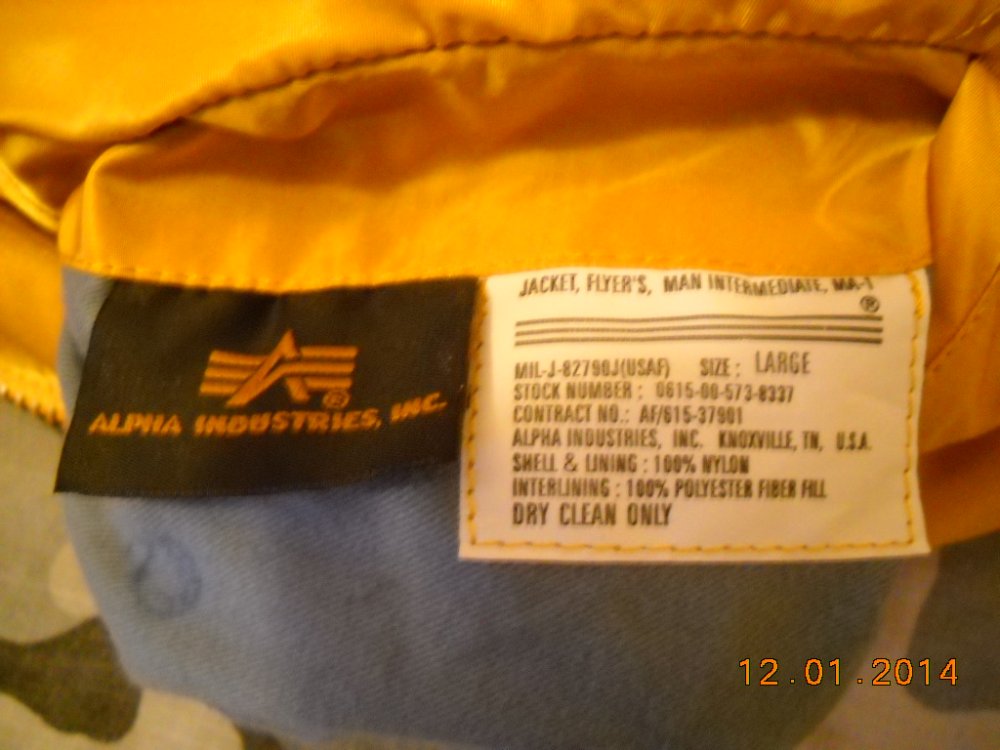 ALPHA INDUSTRIES, INC.
JACKET, FLYER'S, MAN INTERMEDIATE, MA-1
®
MIL-J-82790J(USAF) SIZE: LARGE
STOCK NUMBER: 0615-00-573-8337
CONTRACT NO.: AF/615-37901
ALPHA INDUSTRIES, INC. KNOXVILLE, TN, U.S.A.
SHELL & LINING: 100% NYLON
INTERLINING: 100% POLYESTER FIBER FILL
DRY CLEAN ONLY
12.01.2014